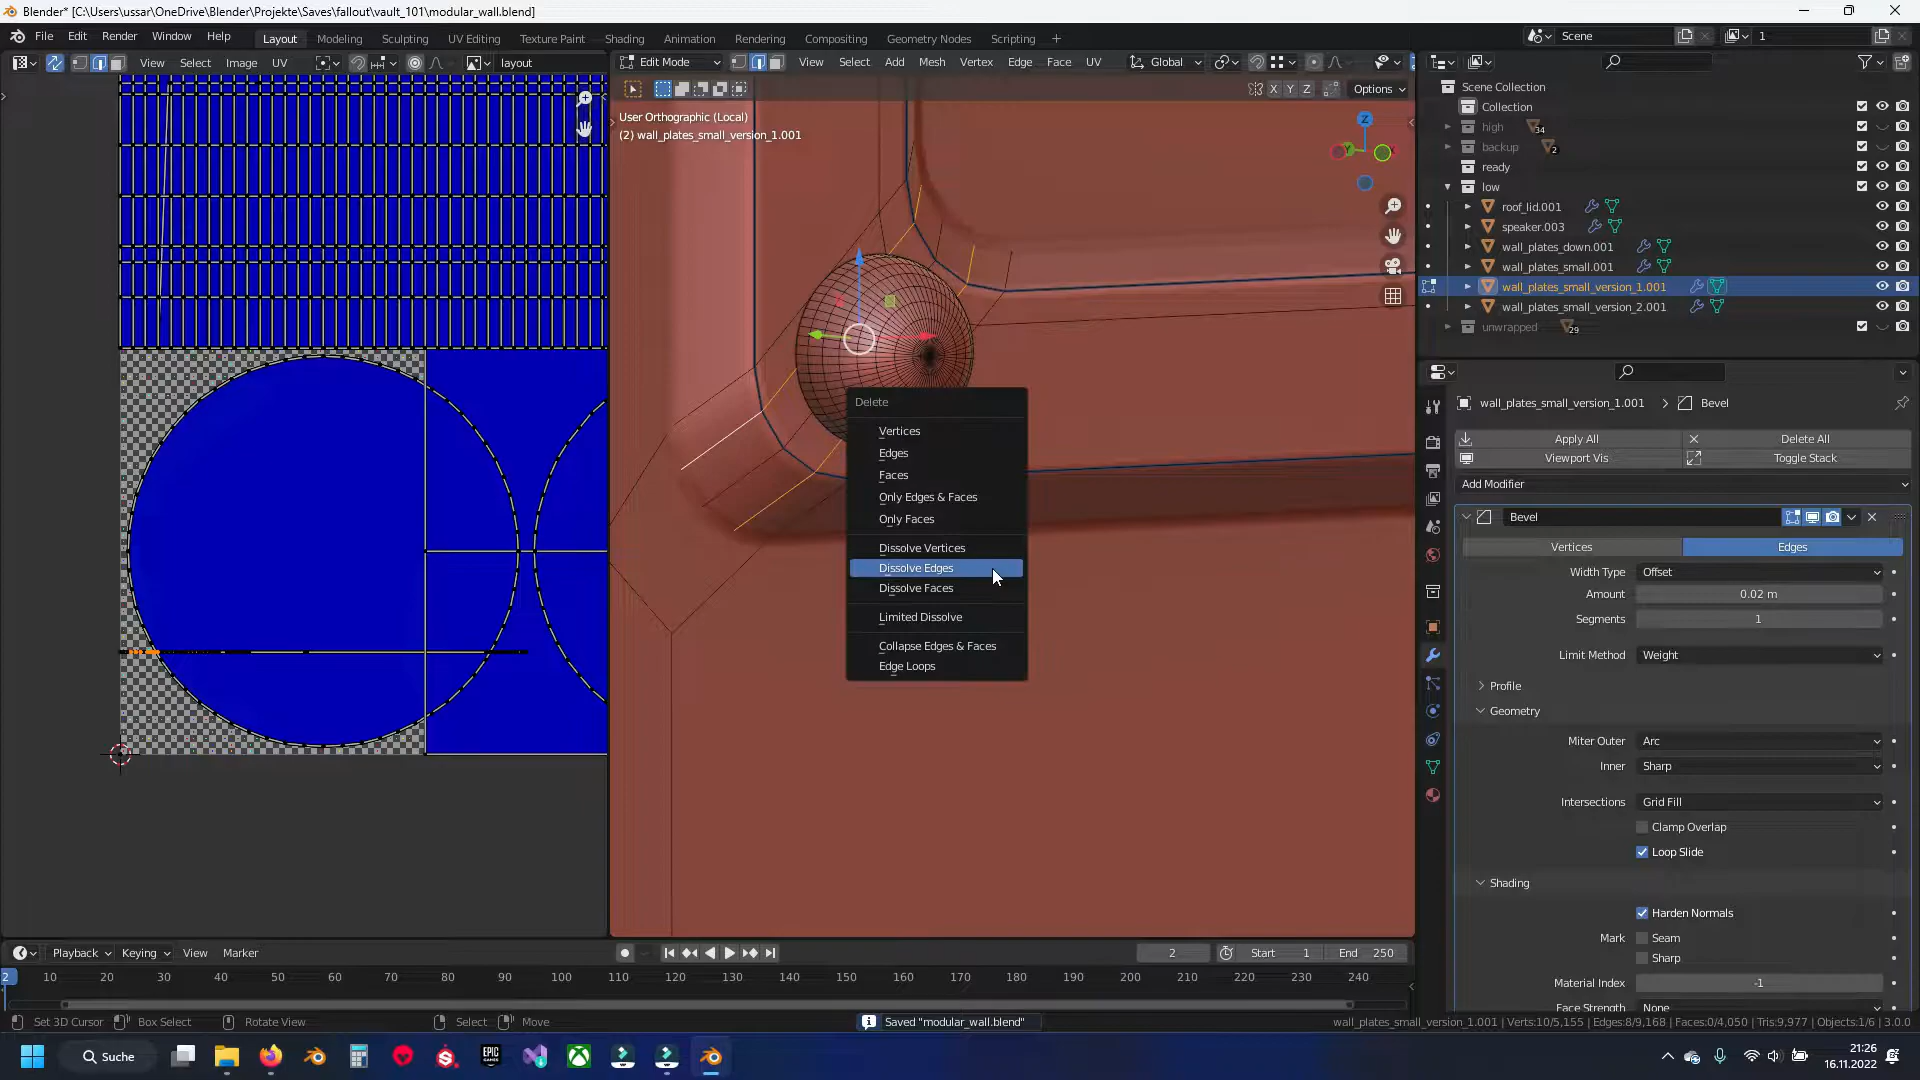 Blender* [C:\Users\ussar\OneDrive\Blender\Projekte\Saves\fallout\vault_101\modular_wall.blend]
File Edit Render Window Help Layout Modeling Sculpting UV Editing Texture Paint Shading Animation Rendering Compositing Geometry Nodes Scripting + Scene 1
View Select Image UV layout
Edit Mode View Select Add Mesh Vertex Edge Face UV Global
X Y Z Options
User Orthographic (Local)
(2) wall_plates_small_version_1.001
Z
Y
Delete
Vertices
Edges
Faces
Only Edges & Faces
Only Faces
Dissolve Vertices
Dissolve Edges
Dissolve Faces
Limited Dissolve
Collapse Edges & Faces
Edge Loops
Scene Collection
Collection
high 34
backup 2
ready
low
roof_lid.001
speaker.003
wall_plates_down.001
wall_plates_small.001
wall_plates_small_version_1.001
wall_plates_small_version_2.001
unwrapped 29
wall_plates_small_version_1.001 Bevel
Apply All Delete All
Viewport Vis Toggle Stack
Add Modifier
Bevel
Vertices Edges
Width Type Offset
Amount 0.02 m
Segments 1
Limit Method Weight
Profile
Geometry
Miter Outer Arc
Inner Sharp
Intersections Grid Fill
Clamp Overlap
Loop Slide
Shading
Harden Normals
Mark Seam
Sharp
Material Index -1
Face Strength None
Playback Keying View Marker 2 Start 1 End 250
2 10 20 30 40 50 60 70 80 90 100 110 120 130 140 150 160 170 180 190 200 210 220 230 240
Set 3D Cursor Box Select Rotate View Select Move Saved "modular_wall.blend" wall_plates_small_version_1.001 | Verts:10/5,155 | Edges:8/9,168 | Faces:0/4,050 | Tris:9,977 | Objects:1/6 | 3.0.0
Suche
EPIC
21:26
16.11.2022